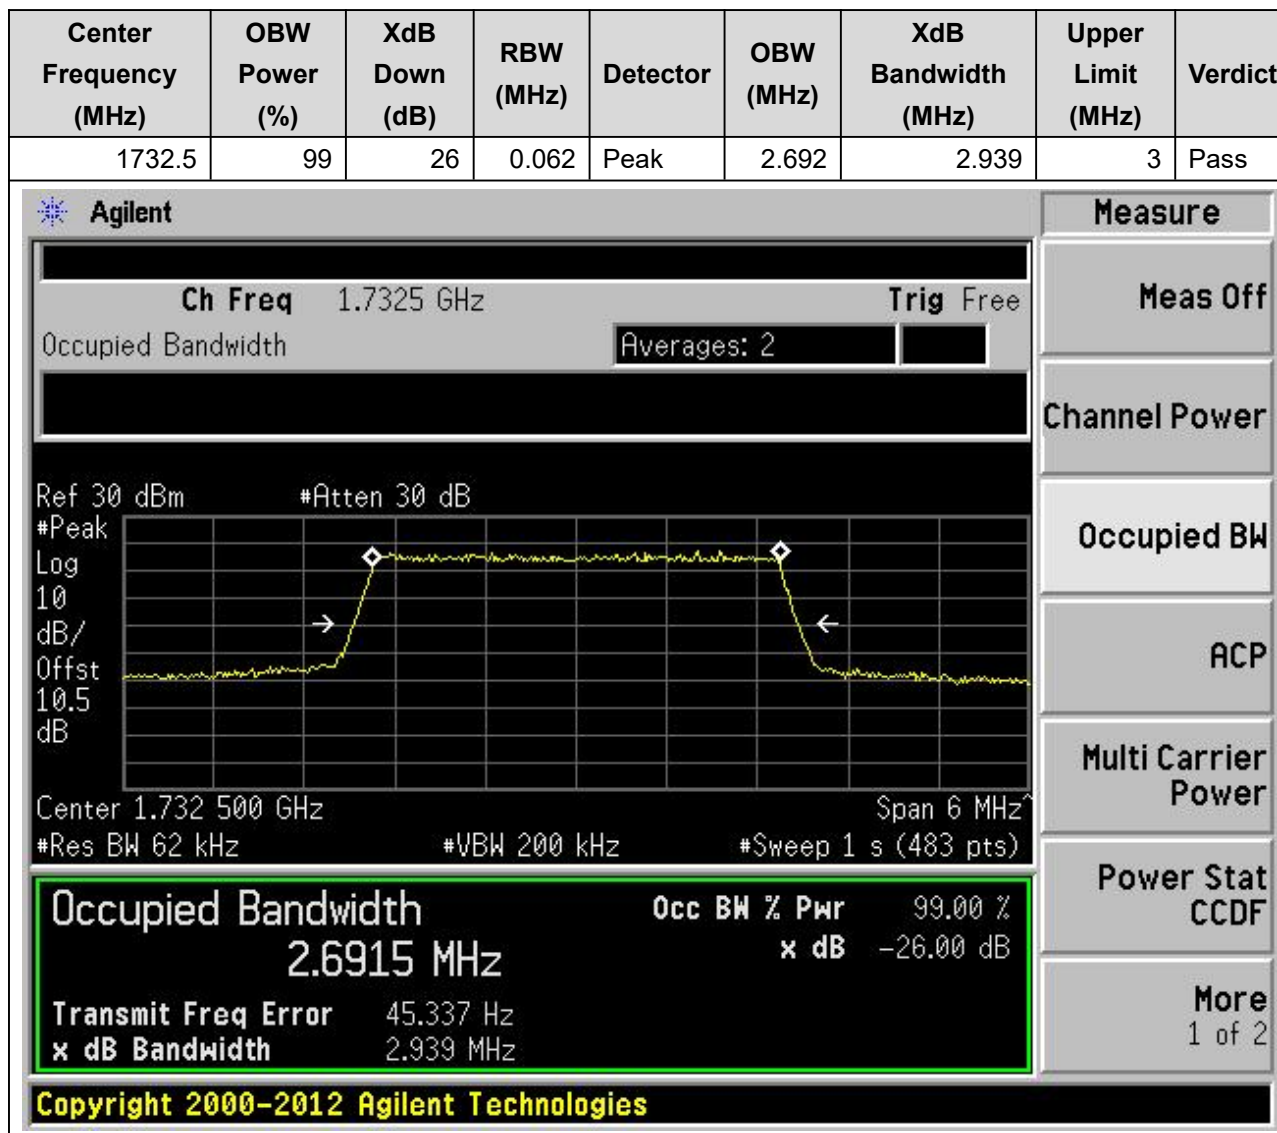 Center Frequency (MHz) OBW Power (%) XdB Down (dB) RBW (MHz) Detector OBW (MHz) XdB Bandwidth (MHz) Upper Limit (MHz) Verdict
1732.5 99 26 0.062 Peak 2.692 2.939 3 Pass
Agilent
Measure
Ch Freq 1.7325 GHz Trig Free
Meas Off
Occupied Bandwidth Averages: 2
Channel Power
Ref 30 dBm #Atten 30 dB
#Peak
Log
10
dB/
Offst
10.5
dB
Occupied BW
ACP
Multi Carrier
Power
Center 1.732 500 GHz Span 6 MHz^
#Res BW 62 kHz #VBW 200 kHz #Sweep 1 s (483 pts)
Power Stat
CCDF
Occupied Bandwidth Occ BW % Pwr 99.00 %
2.6915 MHz x dB -26.00 dB
Transmit Freq Error 45.337 Hz
x dB Bandwidth 2.939 MHz
More
1 of 2
Copyright 2000-2012 Agilent Technologies